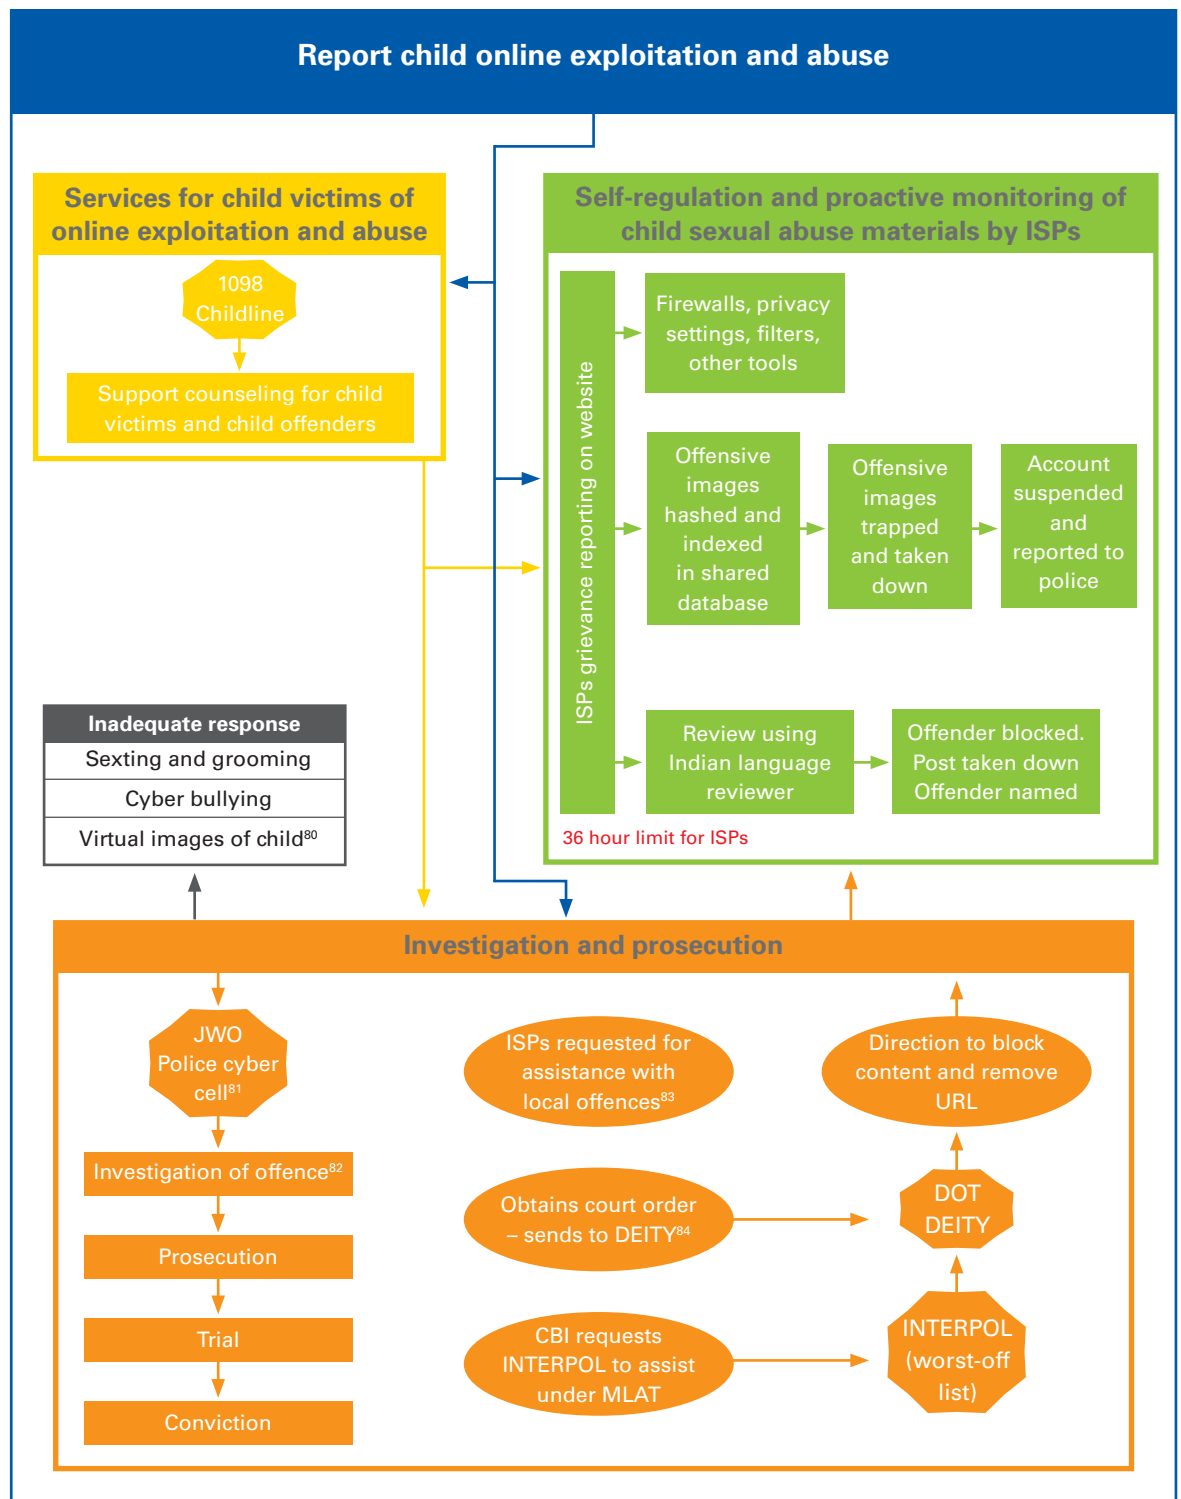 Report child online exploitation and abuse
Services for child victims of
online exploitation and abuse
1098
Childline
Support counseling for child
victims and child offenders
Self-regulation and proactive monitoring of
child sexual abuse materials by ISPs
ISPs grievance reporting on website
Firewalls, privacy
settings, filters,
other tools
Offensive
images
hashed and
indexed
in shared
database
Offensive
images
trapped
and taken
down
Account
suspended
and
reported to
police
Review using
Indian language
reviewer
Offender blocked.
Post taken down
Offender named
36 hour limit for ISPs
Inadequate response
Sexting and grooming
Cyber bullying
Virtual images of child80
Investigation and prosecution
JWO
Police cyber
cell81
Investigation of offence82
Prosecution
Trial
Conviction
ISPs requested for
assistance with
local offences83
Obtains court order
– sends to DEITY84
CBI requests
INTERPOL to assist
under MLAT
Direction to block
content and remove
URL
DOT
DEITY
INTERPOL
(worst-off
list)